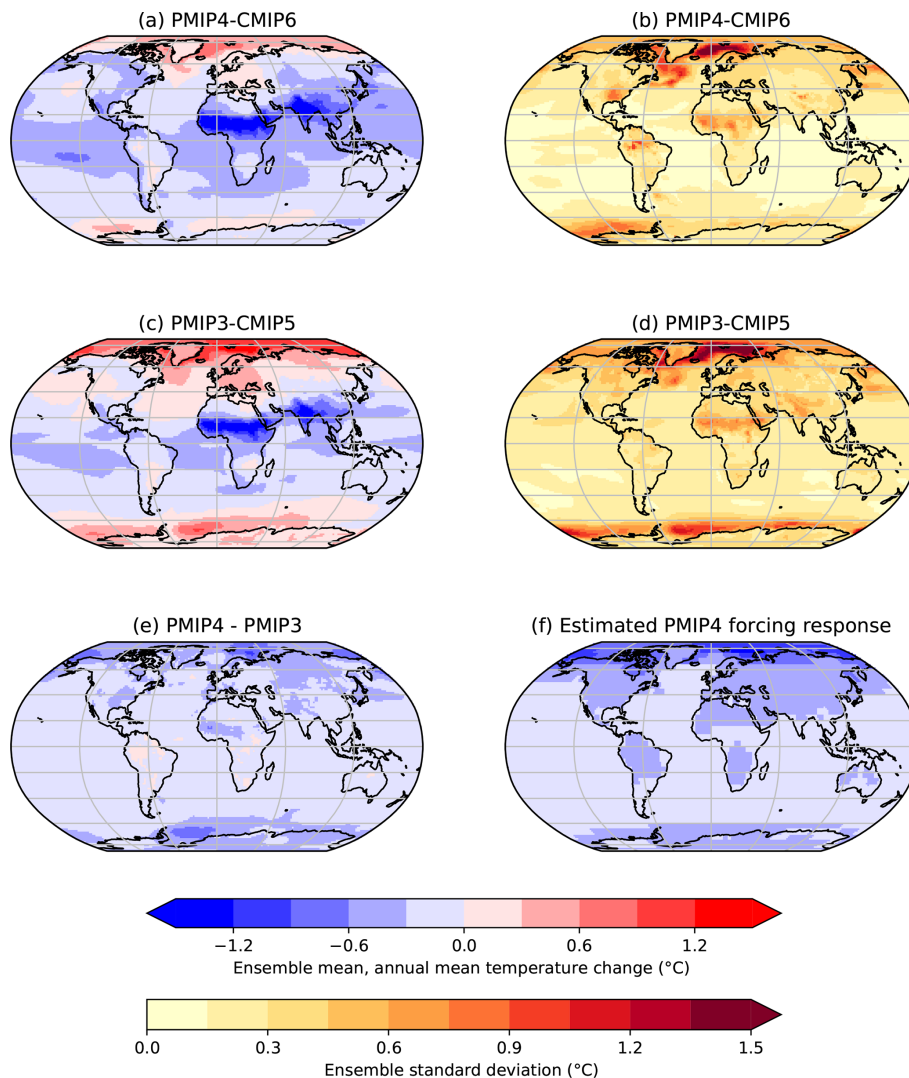 (a) PMIP4-CMIP6
(b) PMIP4-CMIP6
(c) PMIP3-CMIP5
(d) PMIP3-CMIP5
(e) PMIP4 - PMIP3
(f) Estimated PMIP4 forcing response
−1.2 −0.6 0.0 0.6 1.2
Ensemble mean, annual mean temperature change (°C)
0.0 0.3 0.6 0.9 1.2 1.5
Ensemble standard deviation (°C)